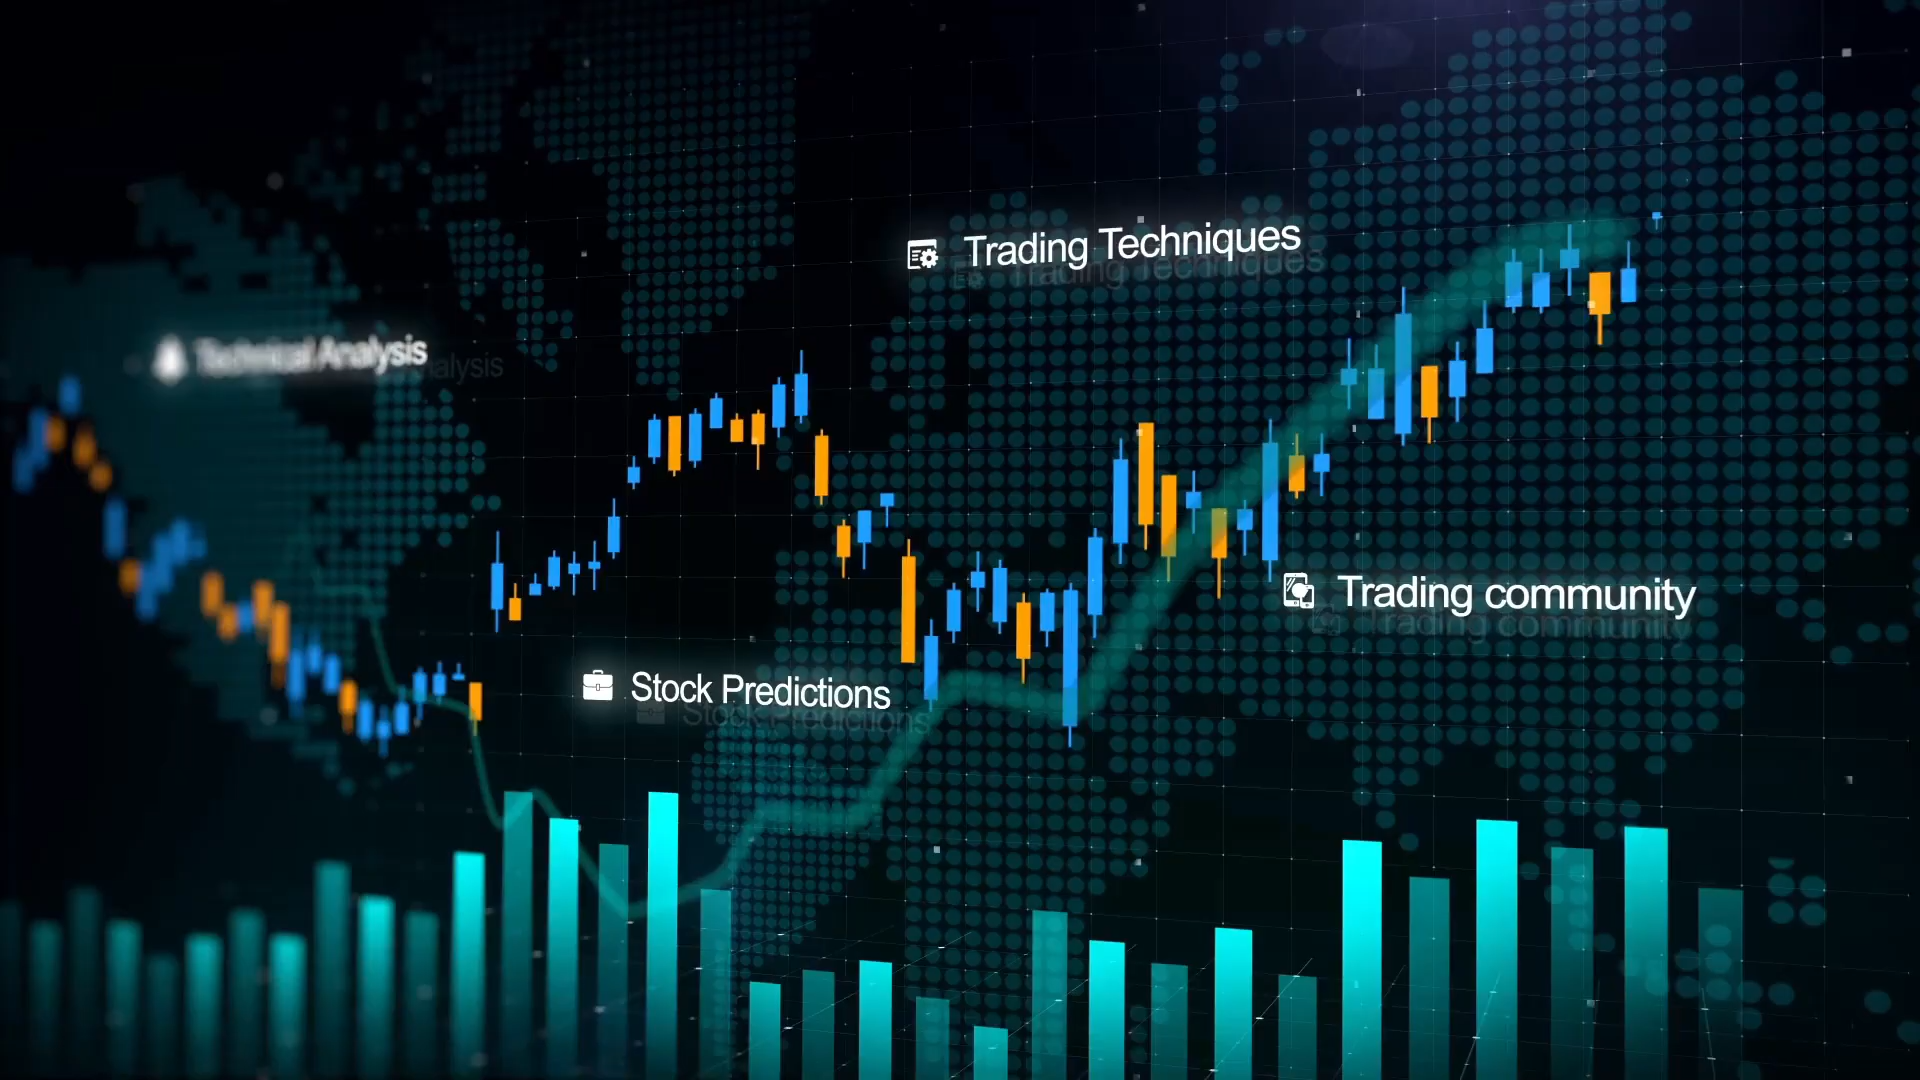 Trading Techniques
Technical Analysis
Trading community
Stock Predictions